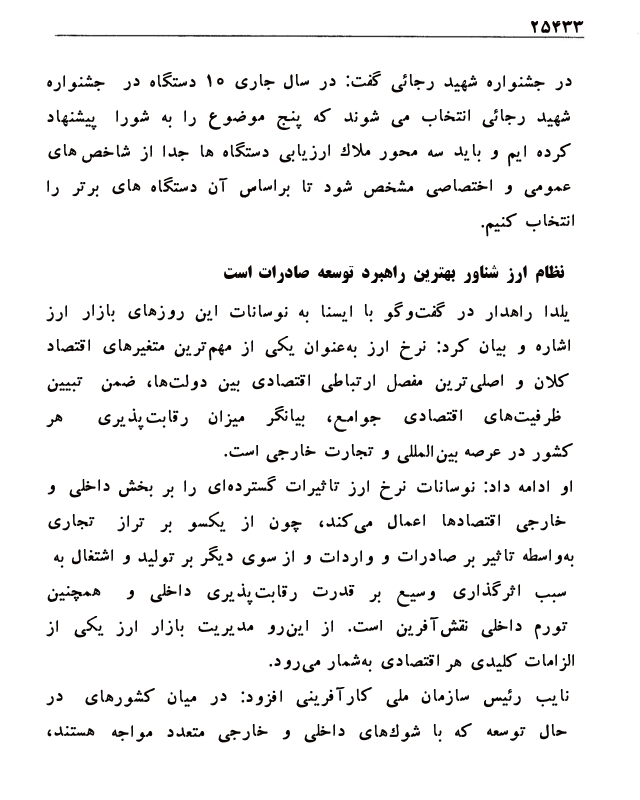 ۲۵۴۳۳
در جشنواره شهید رجائی گفت: در سال جاری ۱۵ دستگاه در جشنواره
شهید رجائی انتخاب می شوند که پنج موضوع را به شورا پیشنهاد
کرده ایم و باید سه محور ملاک ارزیابی دستگاه ها جدا از شاخص های
عمومی و اختصاصی مشخص شود تا براساس آن دستگاه های برتر را
انتخاب کنیم.
نظام ارز شناور بهترین راهبرد توسعه صادرات است
یلدا راهدار در گفت‌وگو با ایسنا به نوسانات این روزهای بازار ارز
اشاره و بیان کرد: نرخ ارز به‌عنوان یکی از مهم‌ترین متغیرهای اقتصاد
کلان و اصلی‌ترین مفصل ارتباطی اقتصادی بین دولت‌ها، ضمن تبیین
ظرفیت‌های اقتصادی جوامع، بیانگر میزان رقابت‌پذیری هر
کشور در عرصه بین‌المللی و تجارت خارجی است.
او ادامه داد: نوسانات نرخ ارز تاثیرات گسترده‌ای را بر بخش داخلی و
خارجی اقتصادها اعمال می‌کند، چون از یکسو بر تراز تجاری
به‌واسطه تاثیر بر صادرات و واردات و از سوی دیگر بر تولید و اشتغال به
سبب اثرگذاری وسیع بر قدرت رقابت‌پذیری داخلی و همچنین
تورم داخلی نقش‌آفرین است. از این‌رو مدیریت بازار ارز یکی از
الزامات کلیدی هر اقتصادی به‌شمار می‌رود.
نایب رئیس سازمان ملی کارآفرینی افزود: در میان کشورهای در
حال توسعه که با شوک‌های داخلی و خارجی متعدد مواجه هستند،